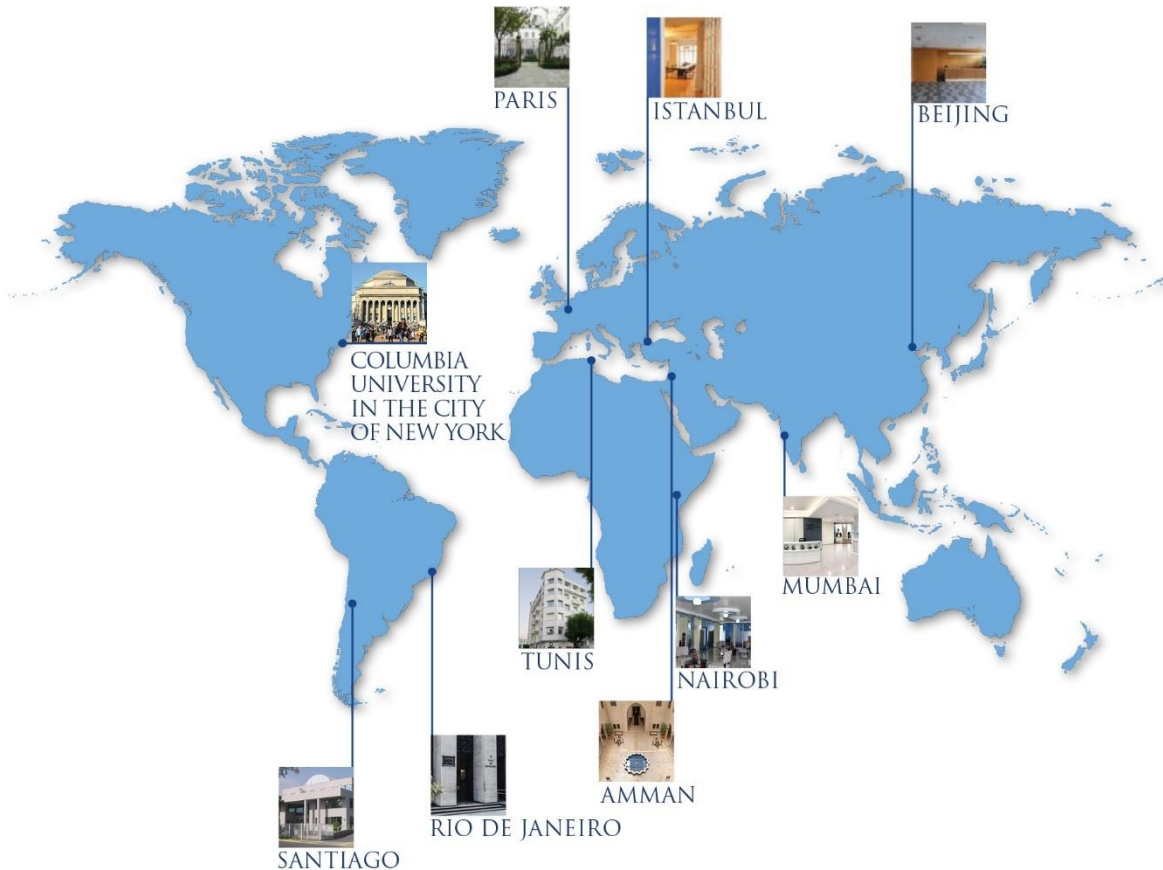 PARIS
ISTANBUL
BEIJING
COLUMBIA
UNIVERSITY
IN THE CITY
OF NEW YORK
MUMBAI
TUNIS
NAIROBI
AMMAN
RIO DE JANEIRO
SANTIAGO